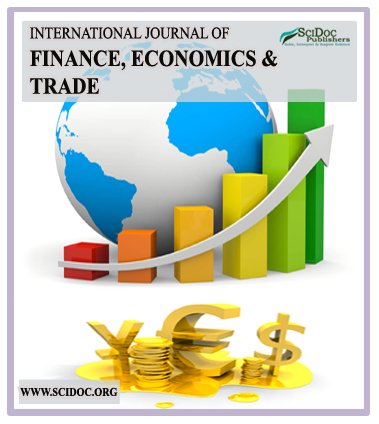 INTERNATIONAL JOURNAL OF
SciDoc
Publishers
FINANCE, ECONOMICS &
TRADE
¥ € $
WWW.SCIDOC.ORG